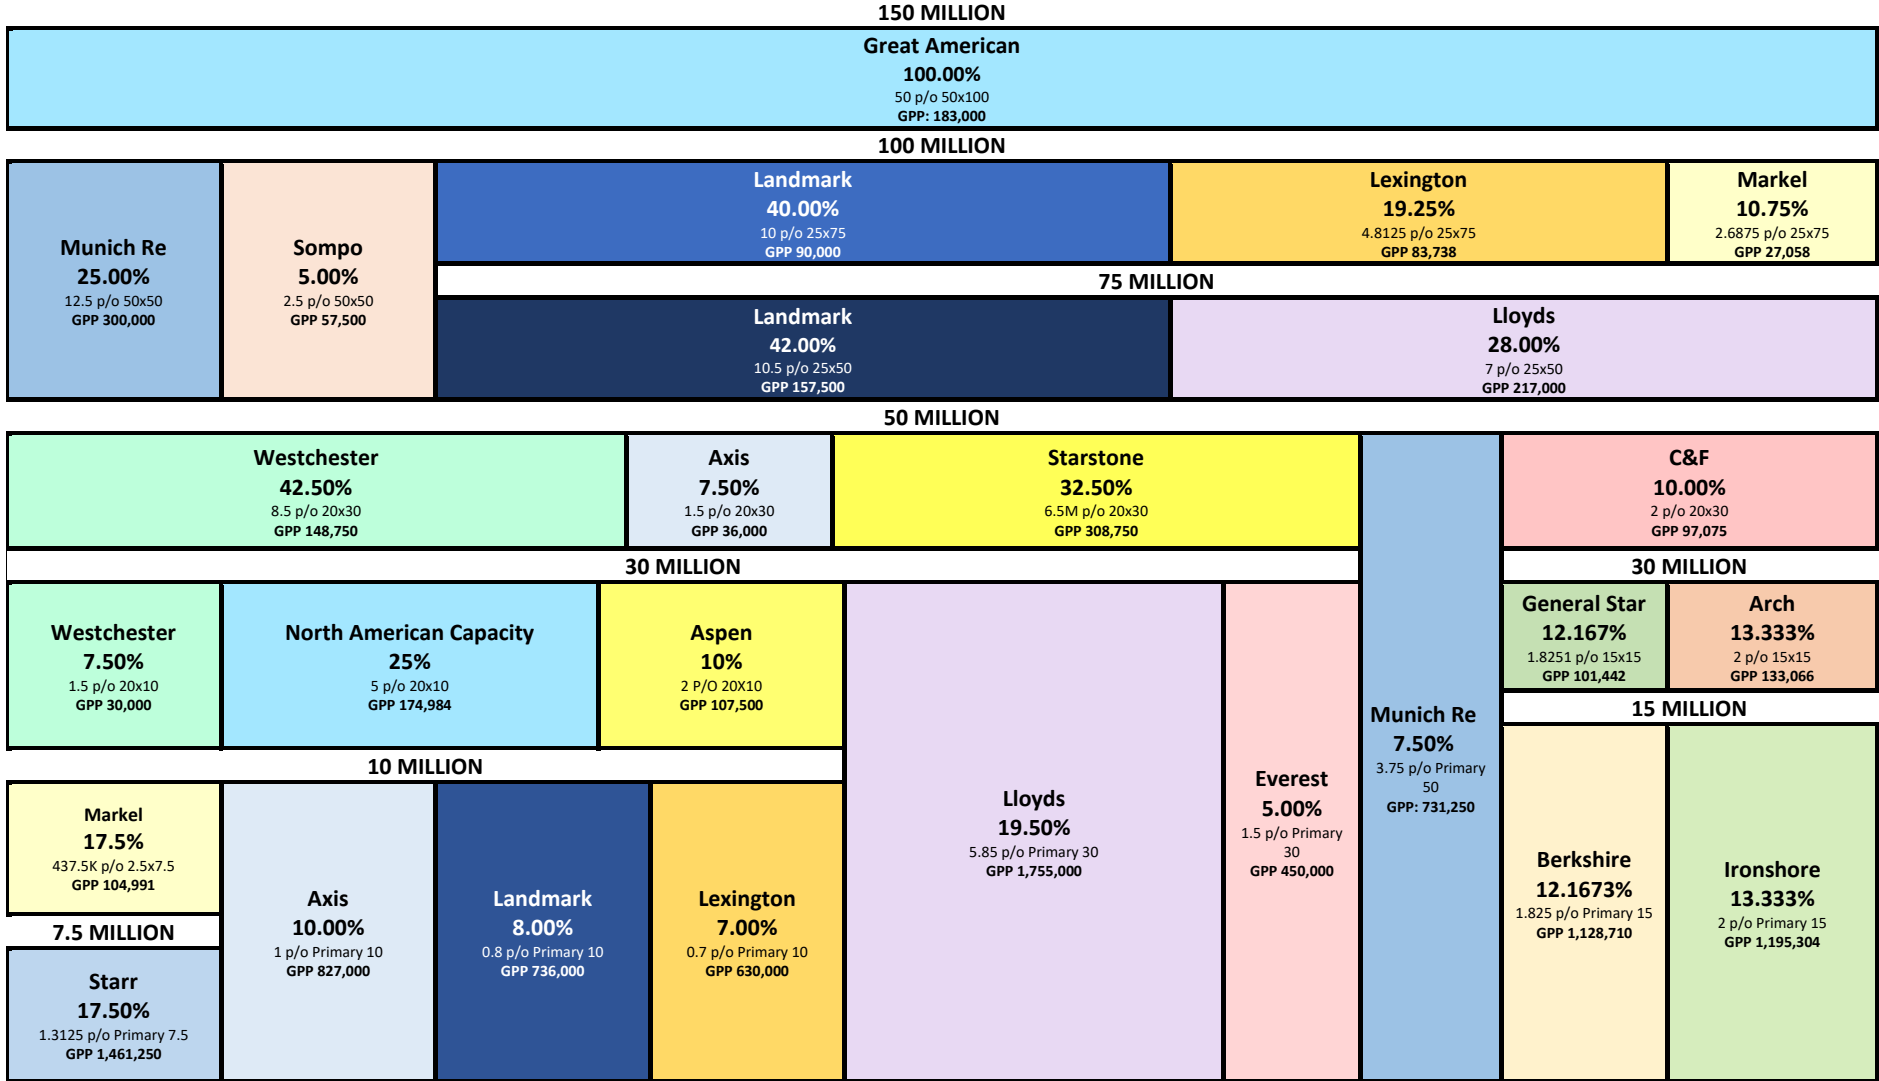 150 MILLION
Great American
100.00%
50 p/o 50x100
GPP: 183,000
100 MILLION
Munich Re
25.00%
12.5 p/o 50x50
GPP 300,000
Sompo
5.00%
2.5 p/o 50x50
GPP 57,500
Landmark
40.00%
10 p/o 25x75
GPP 90,000
Lexington
19.25%
4.8125 p/o 25x75
GPP 83,738
Markel
10.75%
2.6875 p/o 25x75
GPP 27,058
75 MILLION
Landmark
42.00%
10.5 p/o 25x50
GPP 157,500
Lloyds
28.00%
7 p/o 25x50
GPP 217,000
50 MILLION
Westchester
42.50%
8.5 p/o 20x30
GPP 148,750
Axis
7.50%
1.5 p/o 20x30
GPP 36,000
Starstone
32.50%
6.5M p/o 20x30
GPP 308,750
Munich Re
7.50%
3.75 p/o Primary
50
GPP: 731,250
C&F
10.00%
2 p/o 20x30
GPP 97,075
30 MILLION
30 MILLION
Westchester
7.50%
1.5 p/o 20x10
GPP 30,000
North American Capacity
25%
5 p/o 20x10
GPP 174,984
Aspen
10%
2 P/O 20X10
GPP 107,500
Lloyds
19.50%
5.85 p/o Primary 30
GPP 1,755,000
Everest
5.00%
1.5 p/o Primary
30
GPP 450,000
General Star
12.167%
1.8251 p/o 15x15
GPP 101,442
Arch
13.333%
2 p/o 15x15
GPP 133,066
15 MILLION
10 MILLION
Markel
17.5%
437.5K p/o 2.5x7.5
GPP 104,991
7.5 MILLION
Starr
17.50%
1.3125 p/o Primary 7.5
GPP 1,461,250
Axis
10.00%
1 p/o Primary 10
GPP 827,000
Landmark
8.00%
0.8 p/o Primary 10
GPP 736,000
Lexington
7.00%
0.7 p/o Primary 10
GPP 630,000
Berkshire
12.1673%
1.825 p/o Primary 15
GPP 1,128,710
Ironshore
13.333%
2 p/o Primary 15
GPP 1,195,304